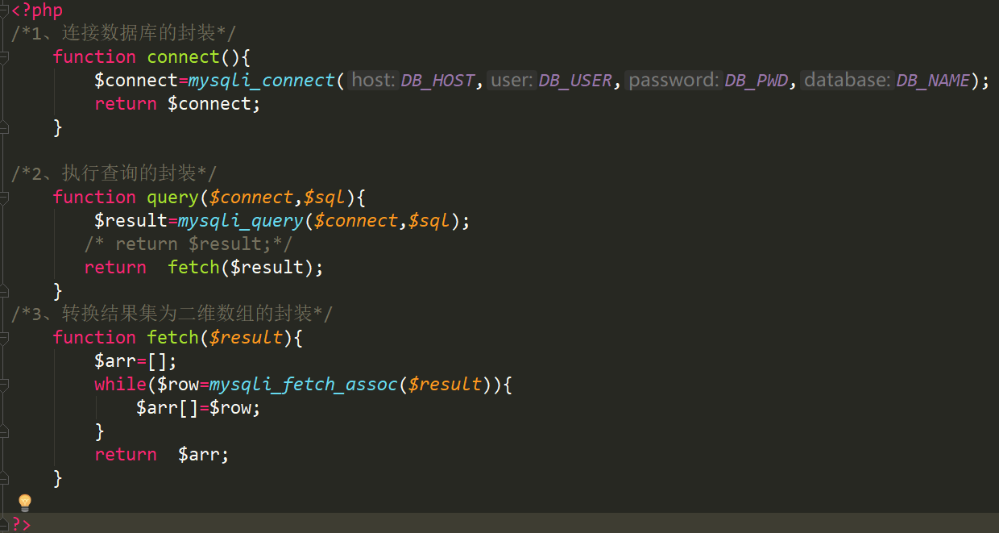 <?php
/*1、连接数据库的封装*/
    function connect(){
        $connect=mysqli_connect( host: DB_HOST, user: DB_USER, password: DB_PWD, database: DB_NAME);
        return $connect;
    }
/*2、执行查询的封装*/
    function query($connect,$sql){
        $result=mysqli_query($connect,$sql);
       /* return $result;*/
       return  fetch($result);
    }
/*3、转换结果集为二维数组的封装*/
    function fetch($result){
        $arr=[];
        while($row=mysqli_fetch_assoc($result)){
            $arr[]=$row;
        }
        return  $arr;
    }
?>